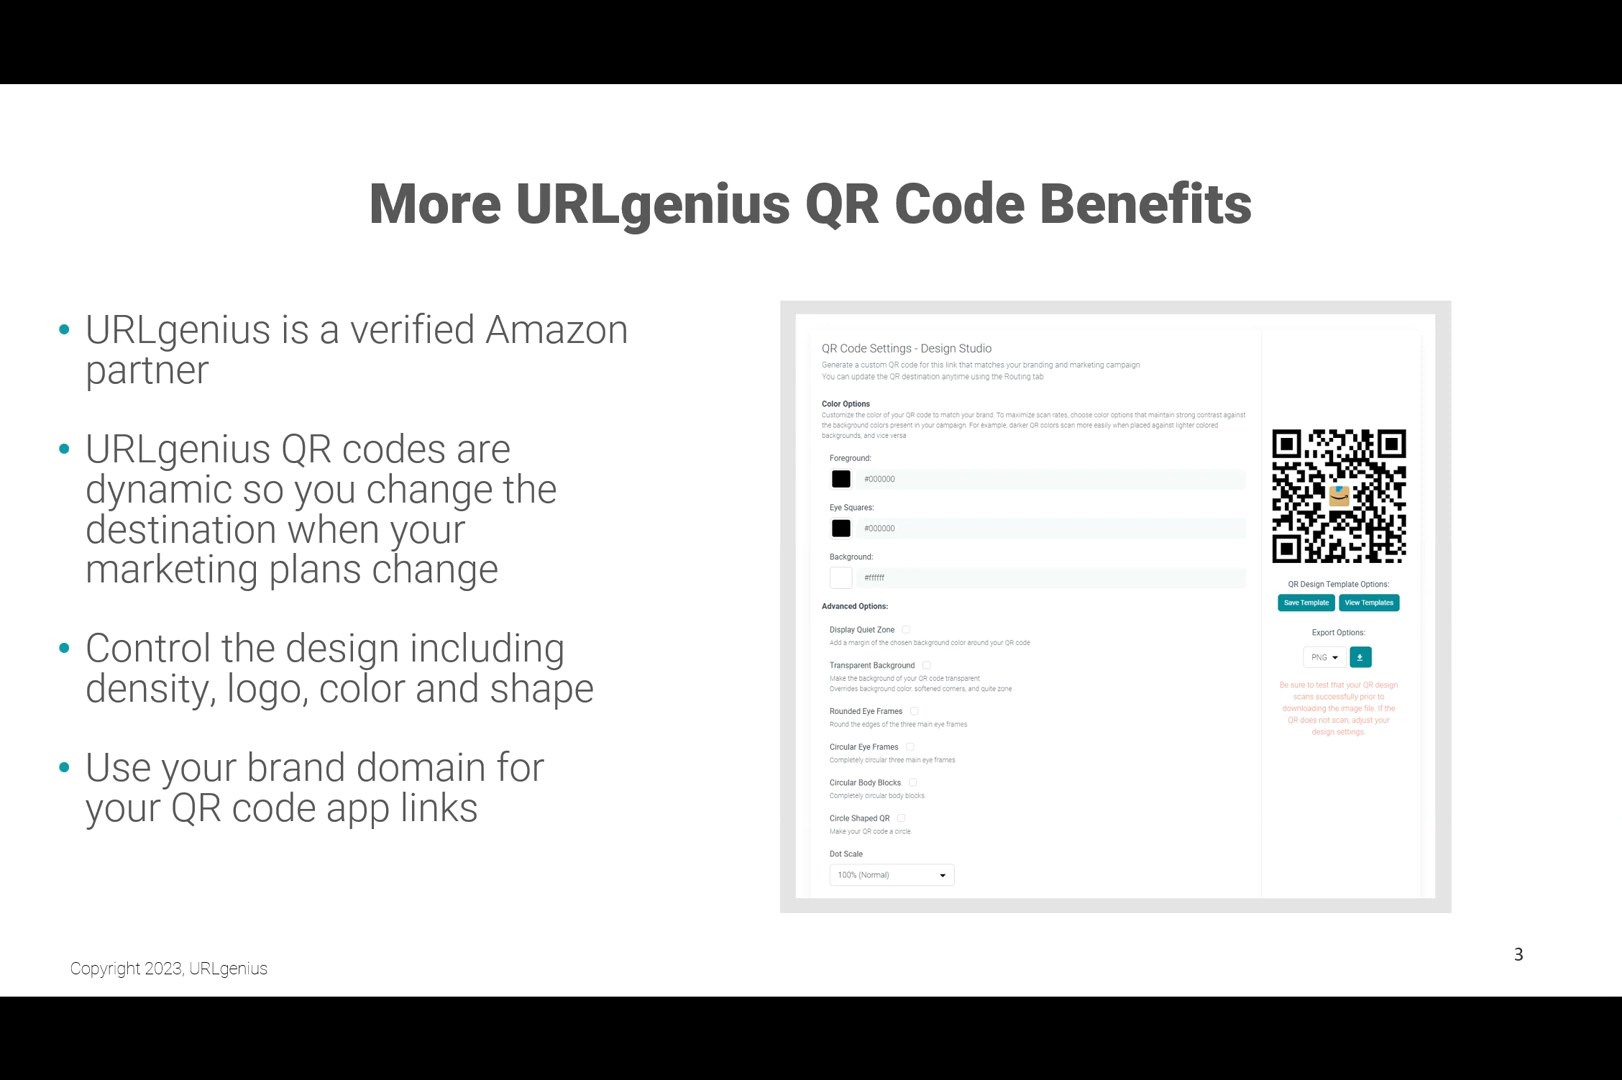 More URLgenius QR Code Benefits
• URLgenius is a verified Amazon
partner
• URLgenius QR codes are
dynamic so you change the
destination when your
marketing plans change
• Control the design including
density, logo, color and shape
• Use your brand domain for
your QR code app links
QR Code Settings - Design Studio
Generate a custom QR code for this link that matches your branding and marketing campaign
You can update the QR destination anytime using the Routing tab
Color Options
Customize the color of your QR code to match your brand. To maximize scan rates, choose color options that maintain strong contrast against
the background colors present in your campaign. For example, darker QR colors scan more easily when placed against lighter colored
backgrounds, and vice versa
Foreground:
#000000
Eye Squares:
#000000
Background:
#ffffff
Advanced Options:
Display Quiet Zone
Add a margin of the chosen background color around your QR code
Transparent Background
Make the background of your QR code transparent
Overrides background color, softened corners, and quite zone
Rounded Eye Frames
Round the edges of the three main eye frames
Circular Eye Frames
Completely circular three main eye frames
Circular Body Blocks
Completely circular body blocks
Circle Shaped QR
Make your QR code a circle.
Dot Scale
100% (Normal)
QR Design Template Options:
Save Template View Templates
Export Options:
PNG
Be sure to test that your QR design
scans successfully prior to
downloading the image file. If the
QR does not scan, adjust your
design settings.
Copyright 2023, URLgenius
3